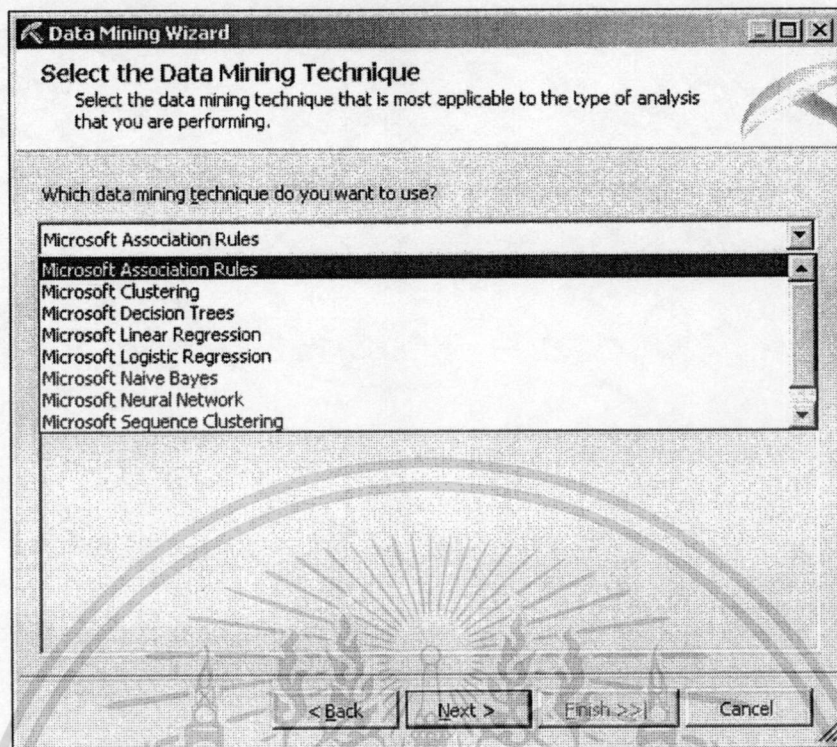 Data Mining Wizard
Select the Data Mining Technique
Select the data mining technique that is most applicable to the type of analysis
that you are performing.
Which data mining technique do you want to use?
Microsoft Association Rules
Microsoft Association Rules
Microsoft Clustering
Microsoft Decision Trees
Microsoft Linear Regression
Microsoft Logistic Regression
Microsoft Naive Bayes
Microsoft Neural Network
Microsoft Sequence Clustering
< Back
Next >
Finish >>|
Cancel